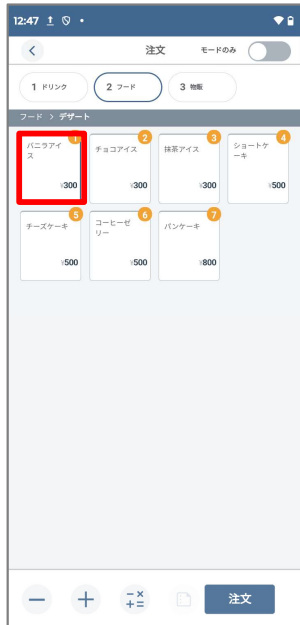 12:47
注文
モードのみ
1 ドリンク
2 フード
3 物販
フード > デザート
1
バニラアイ
ス
¥300
2
チョコアイス
¥300
3
抹茶アイス
¥300
4
ショートケ
ーキ
¥500
5
チーズケーキ
¥500
6
コーヒーゼ
リー
¥500
7
パンケーキ
¥800
注文